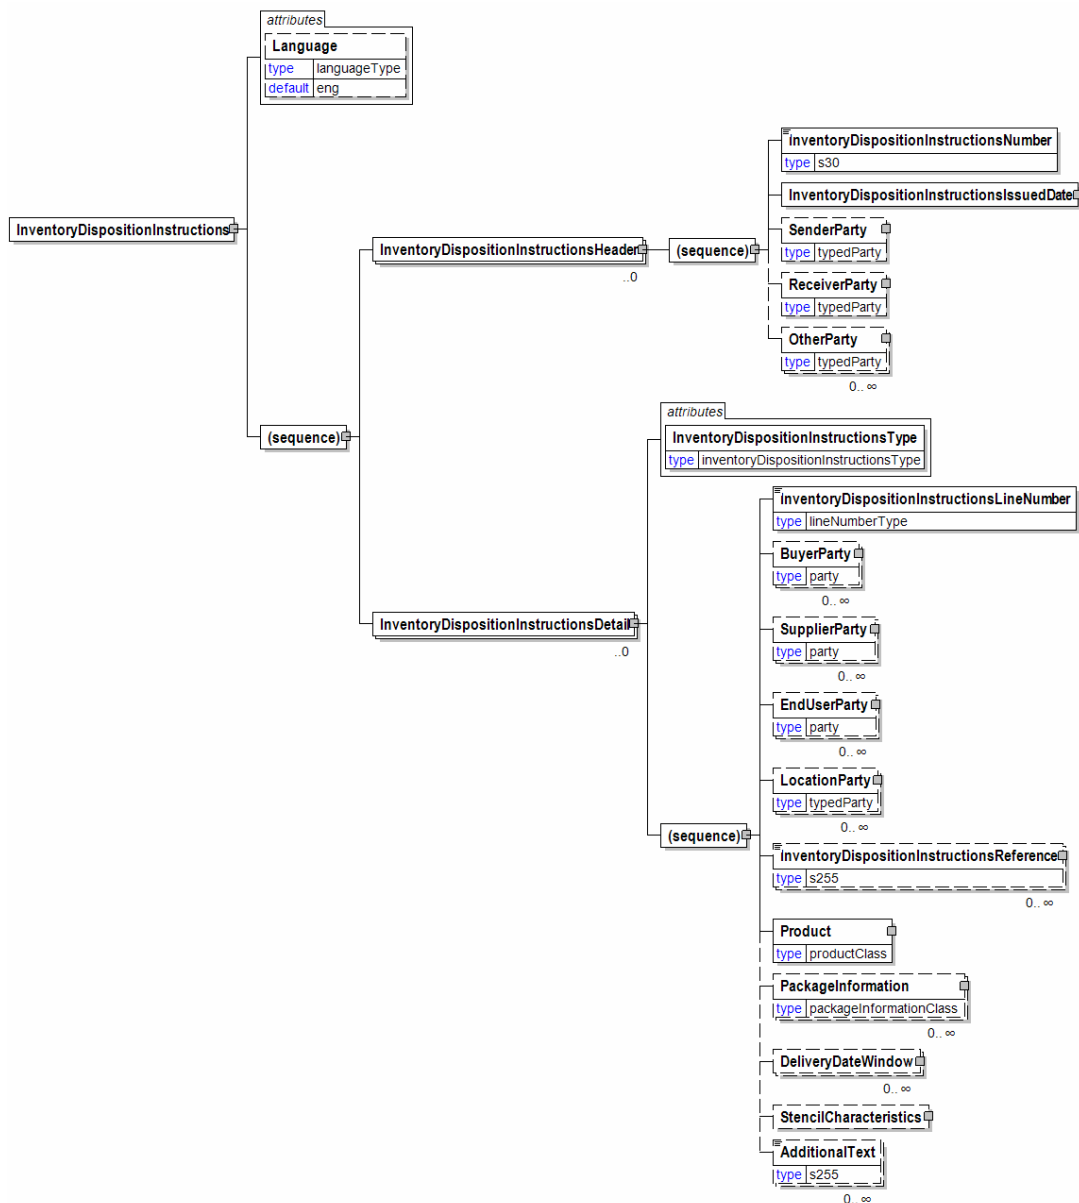 attributes
Language
type languageType
default eng
InventoryDispositionInstructions
InventoryDispositionInstructionsHeader
..0
(sequence)
InventoryDispositionInstructionsNumber
type s30
InventoryDispositionInstructionsIssuedDate
SenderParty
type typedParty
ReceiverParty
type typedParty
OtherParty
type typedParty
0.. ∞
(sequence)
attributes
InventoryDispositionInstructionsType
type inventoryDispositionInstructionsType
InventoryDispositionInstructionsDetail
..0
(sequence)
InventoryDispositionInstructionsLineNumber
type lineNumberType
BuyerParty
type party
0.. ∞
SupplierParty
type party
0.. ∞
EndUserParty
type party
0.. ∞
LocationParty
type typedParty
0.. ∞
InventoryDispositionInstructionsReference
type s255
0.. ∞
Product
type productClass
PackageInformation
type packageInformationClass
0.. ∞
DeliveryDateWindow
0.. ∞
StencilCharacteristics
AdditionalText
type s255
0.. ∞